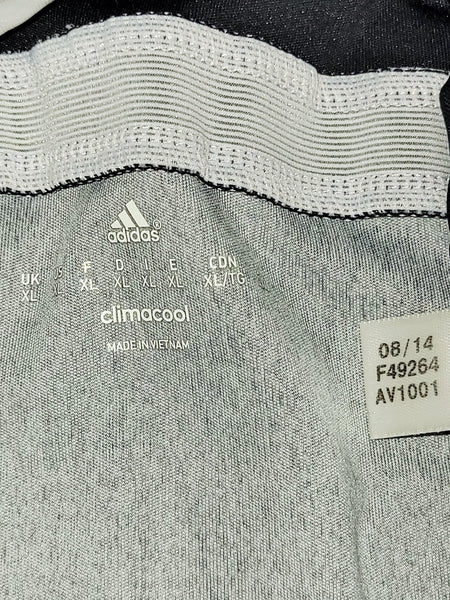 adidas
UK F D I E CDN
XL XL XL XL XL XL/TG
climacool
MADE IN VIETNAM
08/14
F49264
AV1001